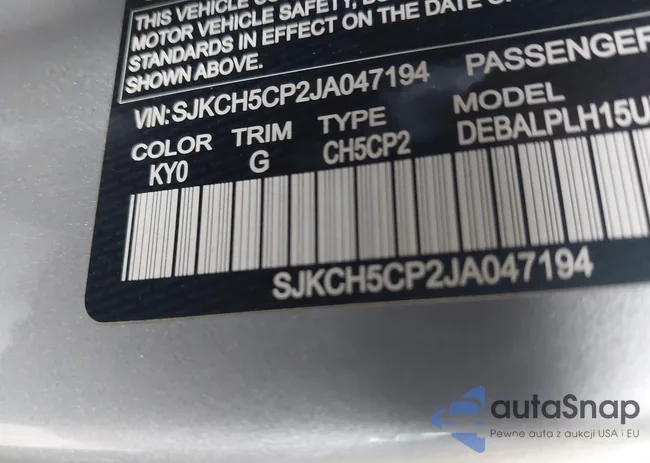 THIS VEHICLE
MOTOR VEHICLE SAFETY,
STANDARDS IN EFFECT ON THE DATE OF
SHOWN ABOVE.
VIN: SJKCH5CP2JA047194 PASSENGER
COLOR TRIM TYPE MODEL
KY0 G CH5CP2 DEBALPLH15U
SJKCH5CP2JA047194
autaSnap
Pewne auta z aukcji USA i EU